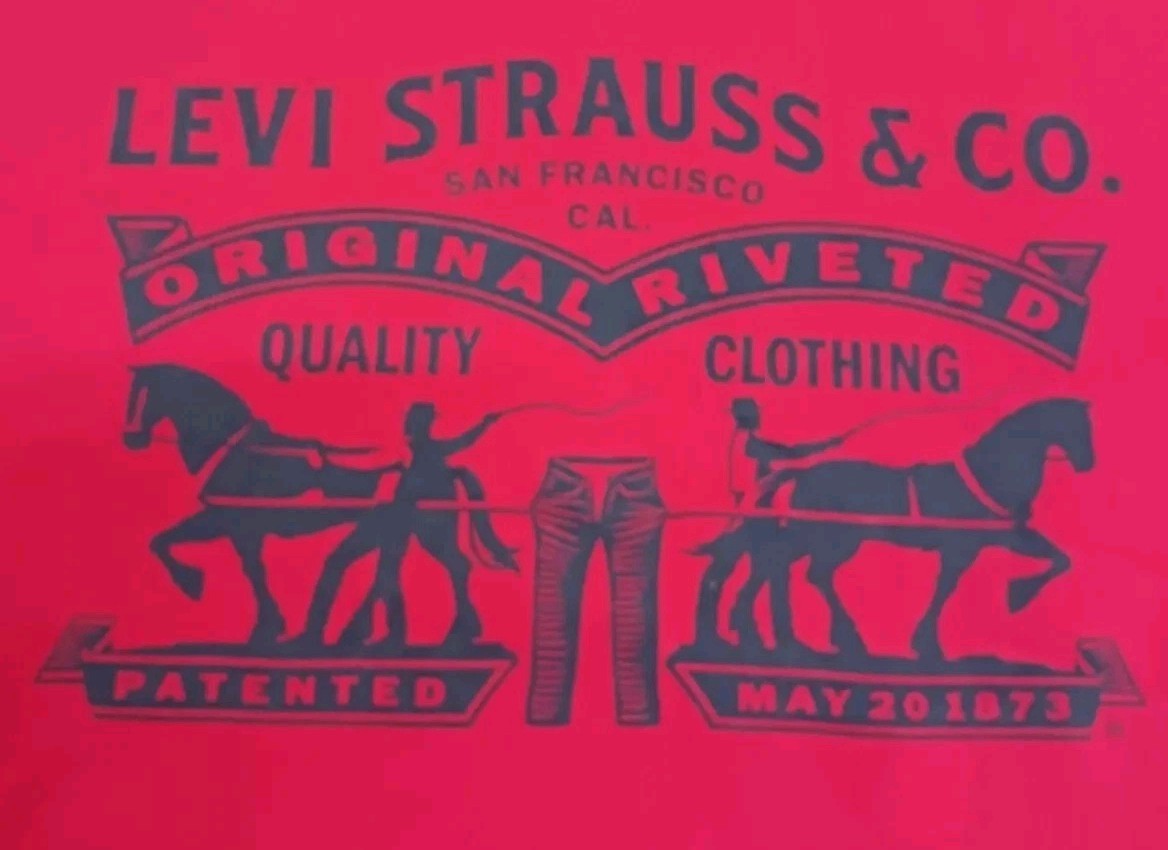 LEVI STRAUSS & CO.
SAN FRANCISCO
CAL.
ORIGINAL RIVETED
QUALITY CLOTHING
PATENTED MAY 20 1873